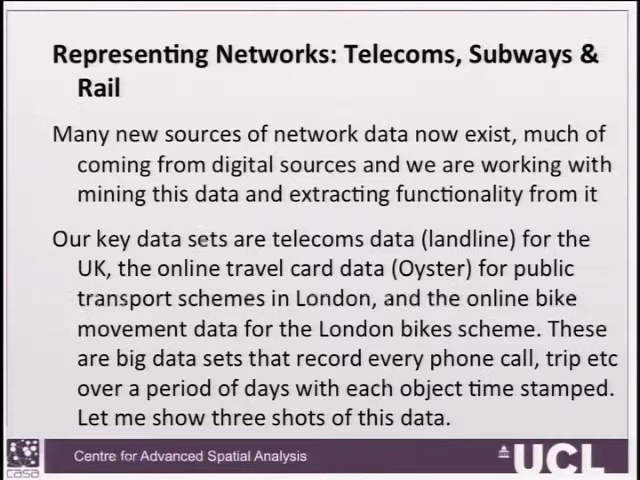 Representing Networks: Telecoms, Subways &
Rail
Many new sources of network data now exist, much of
coming from digital sources and we are working with
mining this data and extracting functionality from it
Our key data sets are telecoms data (landline) for the
UK, the online travel card data (Oyster) for public
transport schemes in London, and the online bike
movement data for the London bikes scheme. These
are big data sets that record every phone call, trip etc
over a period of days with each object time stamped.
Let me show three shots of this data.
casa
Centre for Advanced Spatial Analysis
UCL